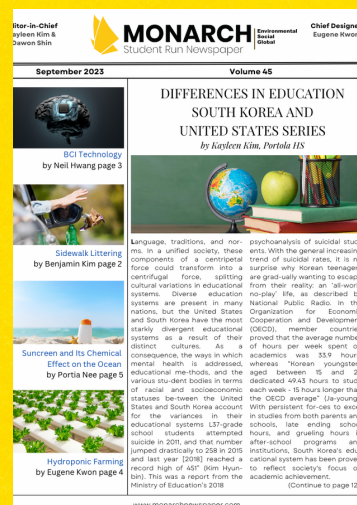 ditor-in-Chief
ayleen Kim &
Dawon Shin
MONARCH
Student Run Newspaper
Environmental
Social
Global
Chief Designe
Eugene Kwon
September 2023
Volume 45
BCI Technology
by Neil Hwang page 3
Sidewalk Littering
by Benjamin Kim page 2
Suncreen and Its Chemical
Effect on the Ocean
by Portia Nee page 5
Hydroponic Farming
by Eugene Kwon page 4
DIFFERENCES IN EDUCATION
SOUTH KOREA AND
UNITED STATES SERIES
by Kayleen Kim, Portola HS
Language, traditions, and nor-
ms. In a unified society, these
components of a centripetal
force could transform into a
centrifugal force, splitting
cultural variations in educational
systems. Diverse education
systems are present in many
nations, but the United States
and South Korea have the most
starkly divergent educational
systems as a result of their
distinct cultures. As a
consequence, the ways in which
mental health is addressed,
educational me-thods, and the
various stu-dent bodies in terms
of racial and socioeconomic
statuses be-tween the United
States and South Korea account
for the variances in their
educational systems L37-grade
school students attempted
suicide in 2011, and that number
jumped drastically to 258 in 2015
and last year [2018] reached a
record high of 451" (Kim Hyun-
bin). This was a report from the
Ministry of Education's 2018
psychoanalysis of suicidal stud
ents. With the general increasin
trend of suicidal rates, it is n
surprise why Korean teenager
are grad-ually wanting to escap
from their reality: an 'all-wor
no-play' life, as described b
National Public Radio. In th
Organization for Economi
Cooperation and Developmen
(OECD), member countrie
proved that the average numbe
of hours per week spent o
academics was 33.9 hour
whereas "Korean youngster
aged between 15 and 2
dedicated 49.43 hours to stud
each week - 15 hours longer tha
the OECD average" (Ja-young
With persistent for-ces to exce
in studies from both parents an
schools, late ending schoo
hours, and grueling hours i
after-school programs an
institutions, South Korea's edu
cational system has been prove
to reflect society's focus o
academic achievement.
(Continue to page 12
www.monarchnewspaper.com